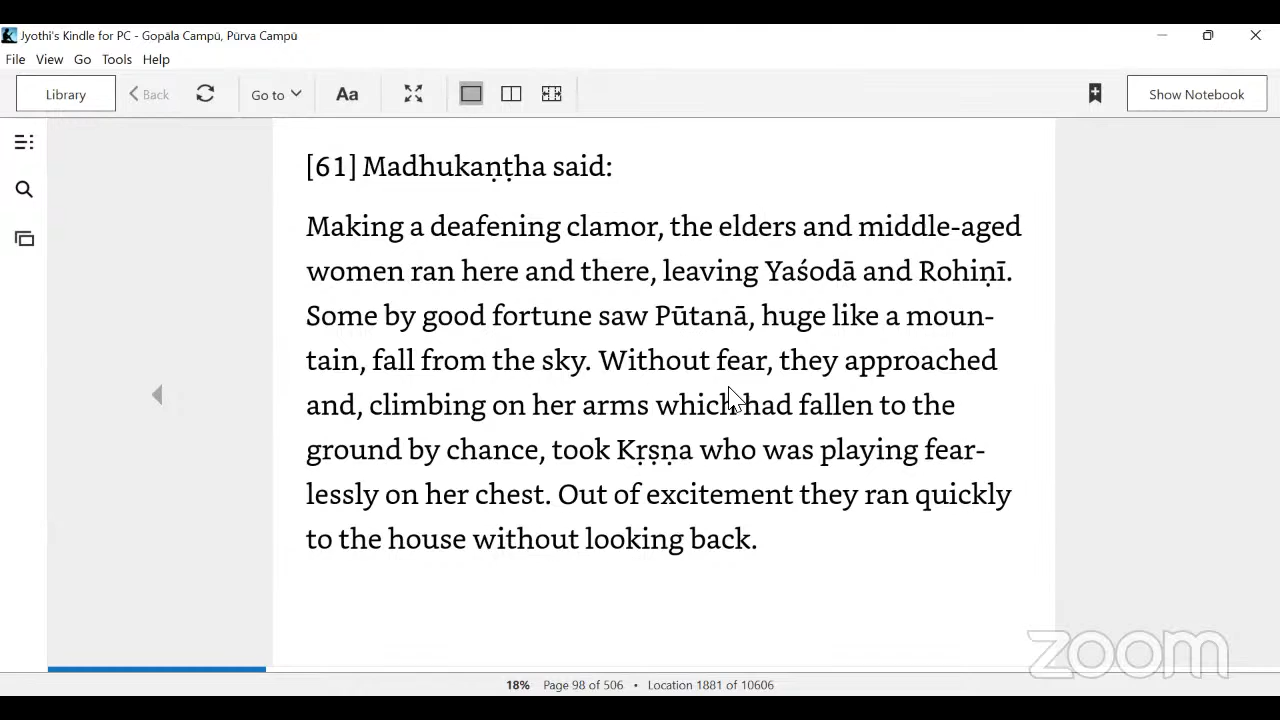 Jyothi's Kindle for PC - Gopāla Campū, Pūrva Campū
File View Go Tools Help
Library Back Go to Aa Show Notebook
[61] Madhukaṇṭha said:
Making a deafening clamor, the elders and middle-aged
women ran here and there, leaving Yaśodā and Rohiṇī.
Some by good fortune saw Pūtanā, huge like a moun-
tain, fall from the sky. Without fear, they approached
and, climbing on her arms which had fallen to the
ground by chance, took Kṛṣṇa who was playing fear-
lessly on her chest. Out of excitement they ran quickly
to the house without looking back.
zoom
18% Page 98 of 506 • Location 1881 of 10606